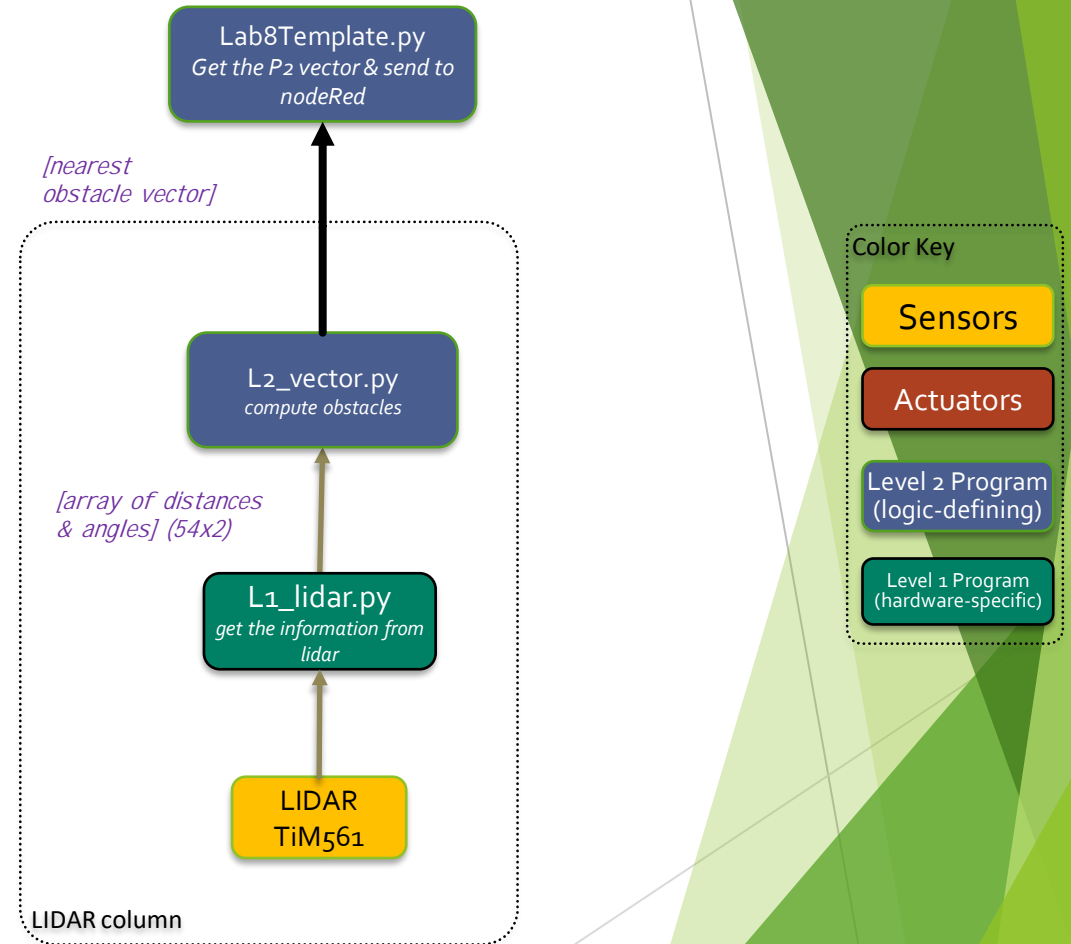 Lab8Template.py
Get the P2 vector & send to
nodeRed
[nearest
obstacle vector]
L2_vector.py
compute obstacles
[array of distances
& angles] (54x2)
L1_lidar.py
get the information from
lidar
LIDAR
TiM561
LIDAR column
Color Key
Sensors
Actuators
Level 2 Program
(logic-defining)
Level 1 Program
(hardware-specific)